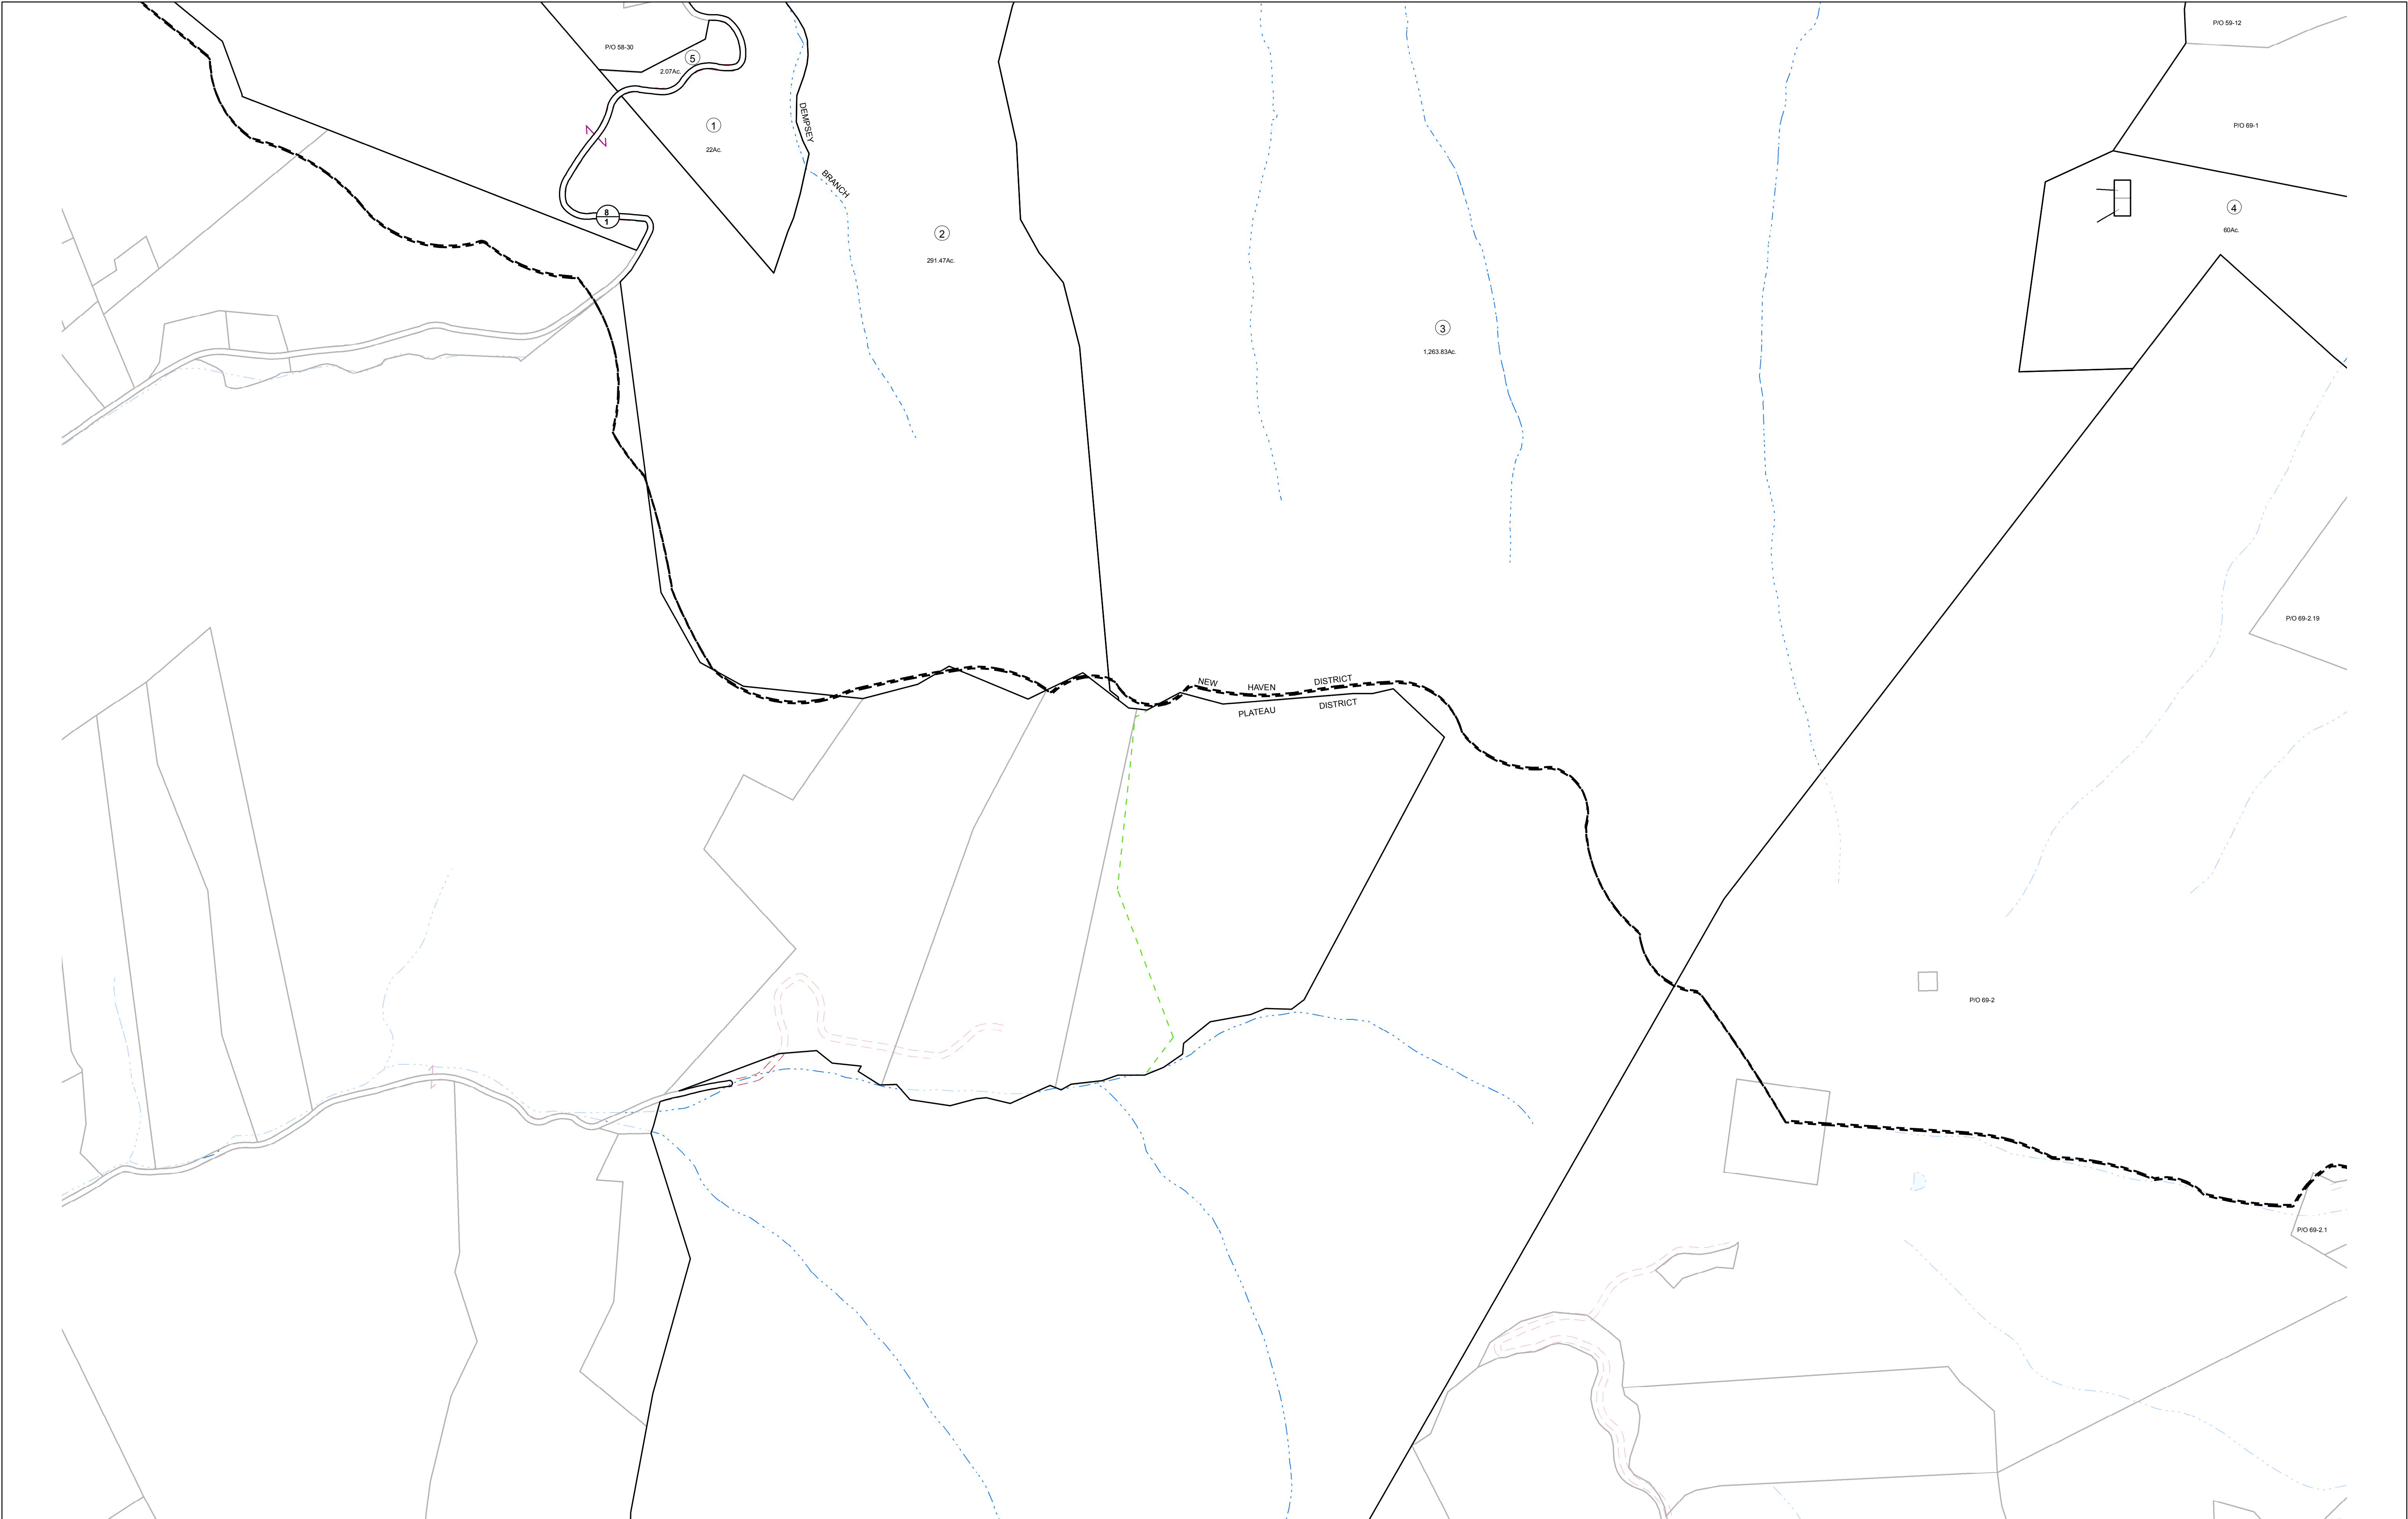 P/O 59-12
P/O 58-30
5
2.07Ac.
DEMPSEY
1
22Ac.
P/O 69-1
BRANCH
8
1
4
60Ac.
2
291.47Ac.
3
1,263.83Ac.
P/O 69-2.19
NEW HAVEN DISTRICT
PLATEAU DISTRICT
P/O 69-2
P/O 69-2.1